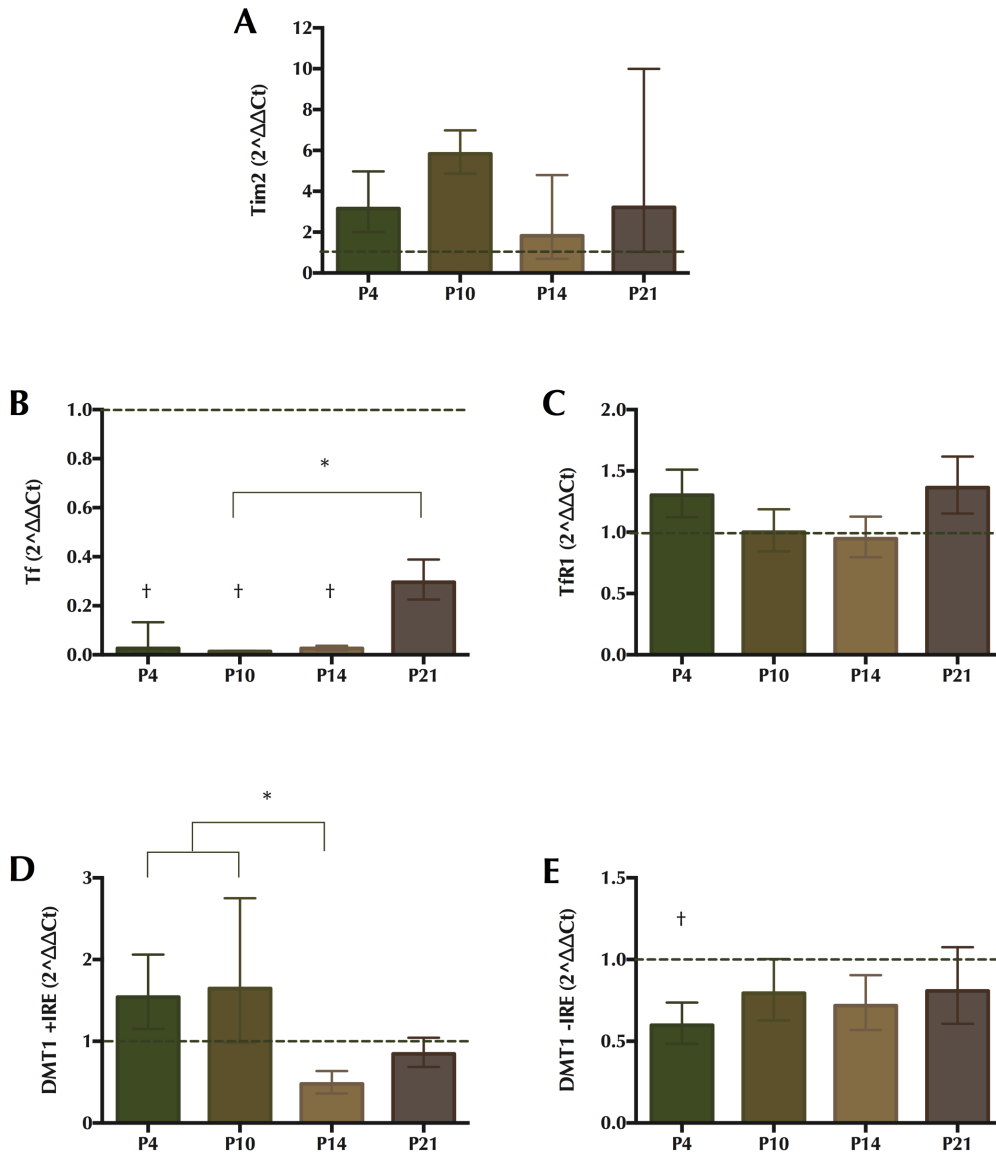 A
Tim2 (2^ΔΔCt)
12
10
8
6
4
2
0
P4 P10 P14 P21
B
Tf (2^ΔΔCt)
1.0
0.8
0.6
0.4
0.2
0.0
*
† † †
P4 P10 P14 P21
C
TfR1 (2^ΔΔCt)
2.0
1.5
1.0
0.5
0.0
P4 P10 P14 P21
D
DMT1 +IRE (2^ΔΔCt)
*
3
2
1
0
P4 P10 P14 P21
E
DMT1 -IRE (2^ΔΔCt)
1.5
1.0
0.5
0.0
†
P4 P10 P14 P21